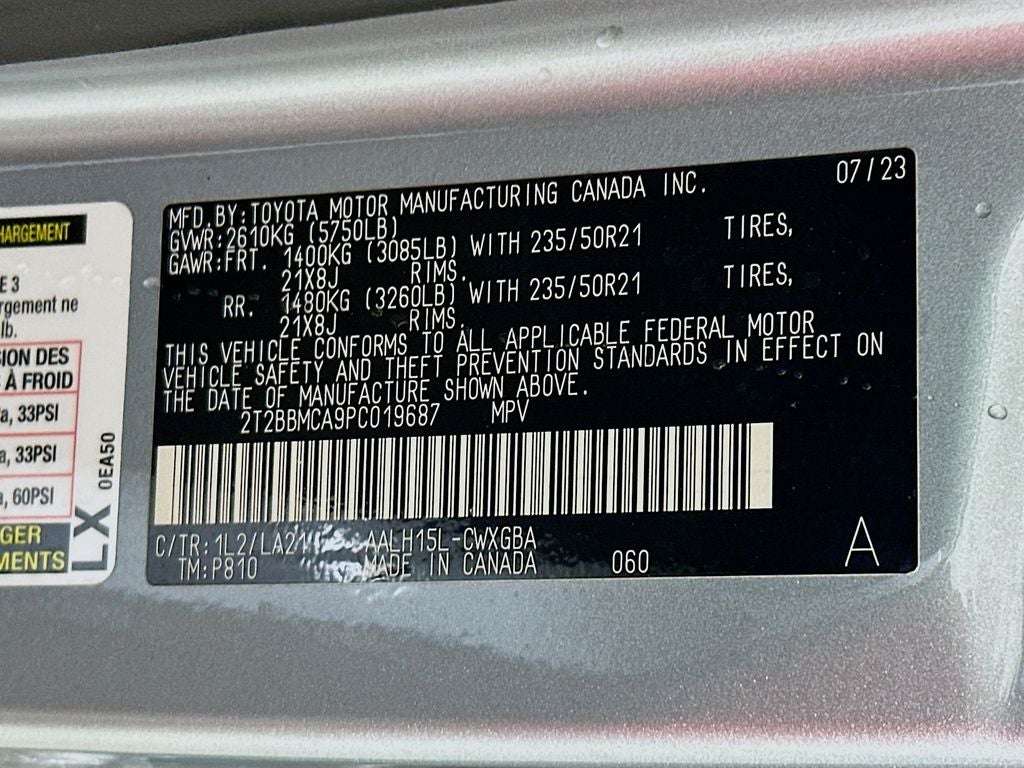 HARGEMENT
E 3
argement ne
lb.
SION DES
À FROID
a, 33PSI
a, 33PSI
a, 60PSI
GER
EMENTS
LX
0EA50
07/23
MFD. BY: TOYOTA MOTOR MANUFACTURING CANADA INC.
GVWR: 2610KG (5750LB)
GAWR: FRT. 1400KG (3085LB) WITH 235/50R21 TIRES,
21X8J RIMS.
RR. 1480KG (3260LB) WITH 235/50R21 TIRES,
21X8J RIMS.
THIS VEHICLE CONFORMS TO ALL APPLICABLE FEDERAL MOTOR
VEHICLE SAFETY AND THEFT PREVENTION STANDARDS IN EFFECT ON
THE DATE OF MANUFACTURE SHOWN ABOVE.
2T2BBMCA9PC019687 MPV
C/TR: 1L2/LA21 AALH15L-CWXGBA
TM: P810 MADE IN CANADA 060
A